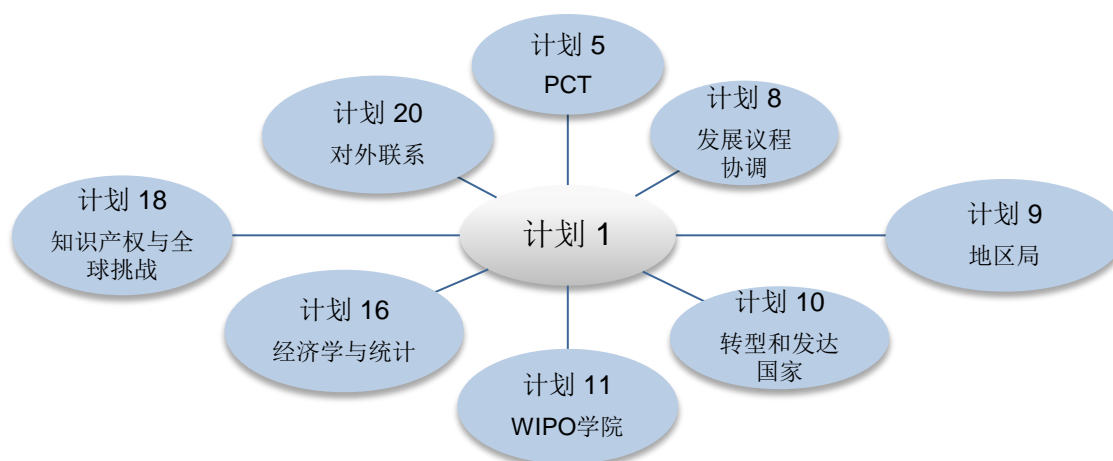 计划 5
PCT
计划 8
发展议程
协调
计划 20
对外联系
计划 18
知识产权与全
球挑战
计划 1
计划 9
地区局
计划 16
经济学与统计
计划 10
转型和发达
国家
计划 11
WIPO学院